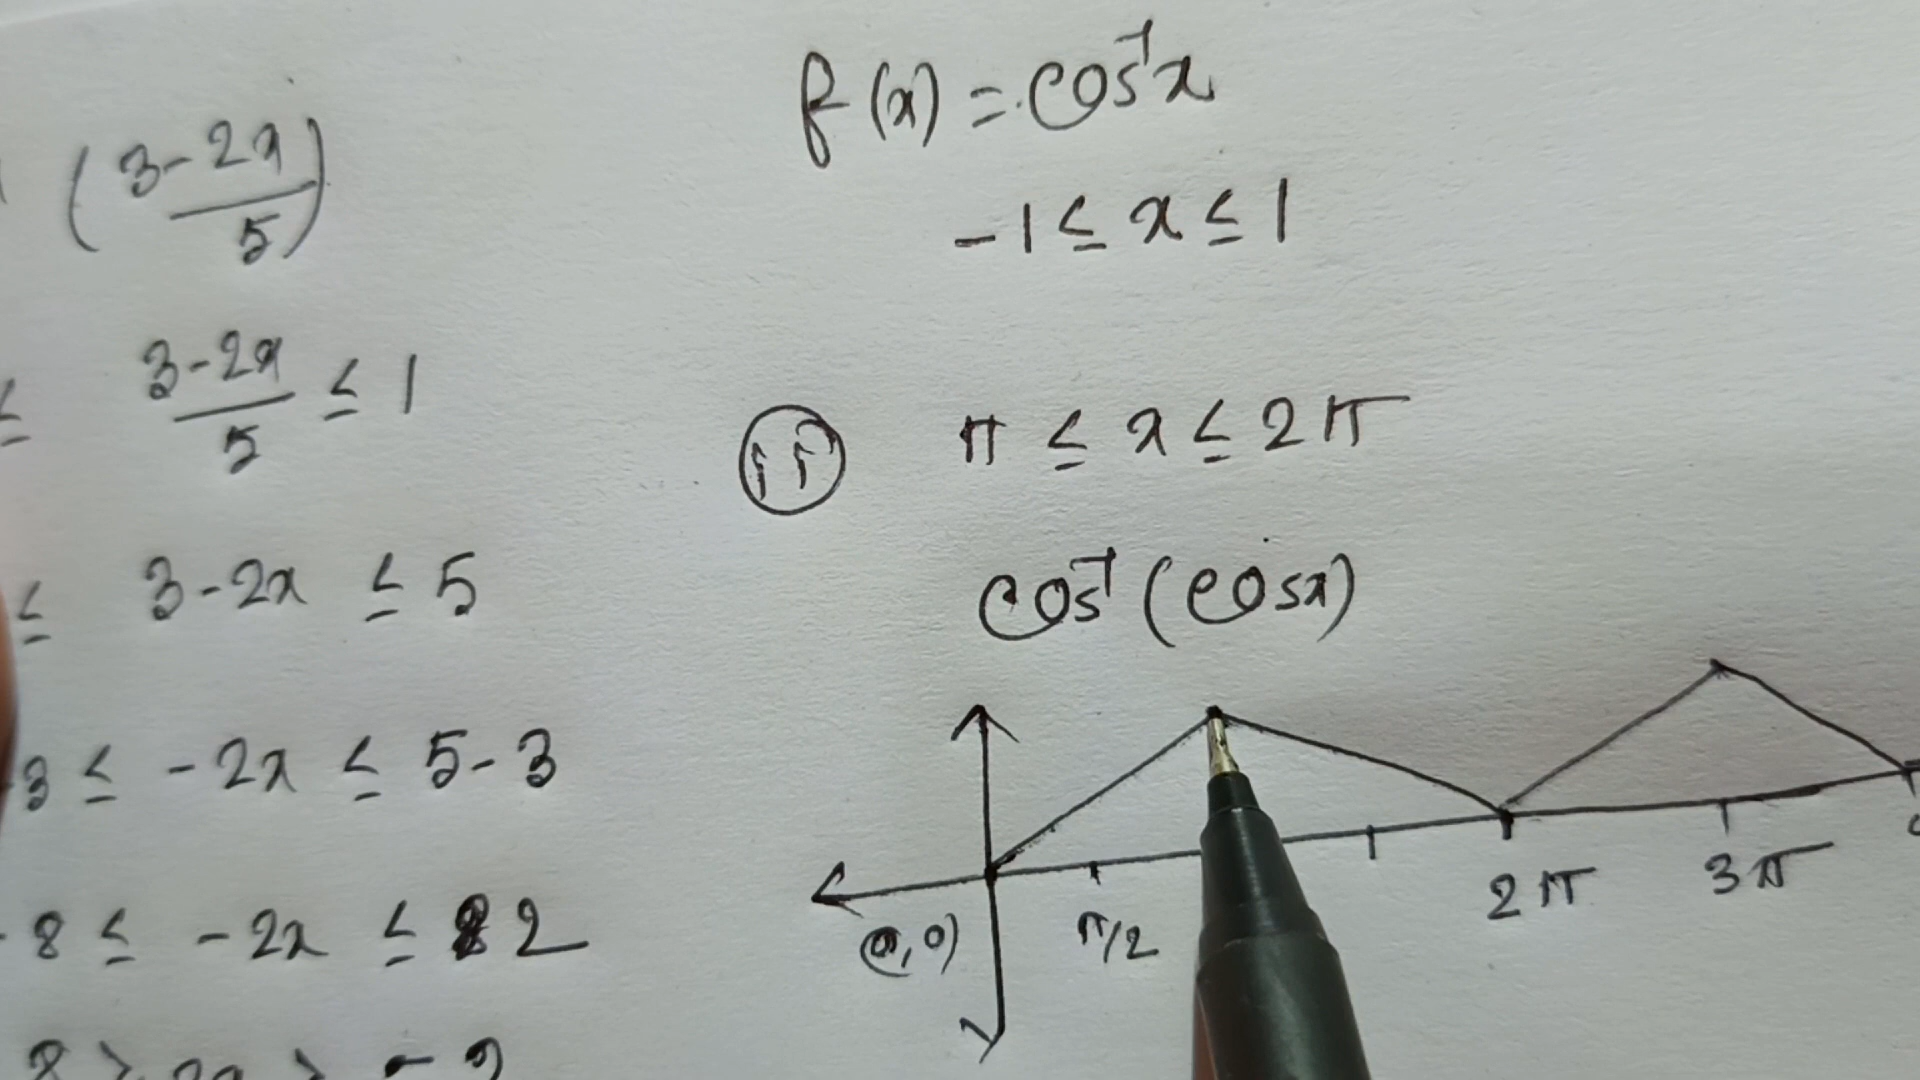 (3-2x/5)
≤ 3-2x/5 ≤ 1
≤ 3-2x ≤ 5
3 ≤ -2x ≤ 5-3
-8 ≤ -2x ≤ 2
f(x) = cos⁻¹x
-1 ≤ x ≤ 1
(ii) π ≤ x ≤ 2π
cos⁻¹(cosx)
(0,0) π/2 2π 3π